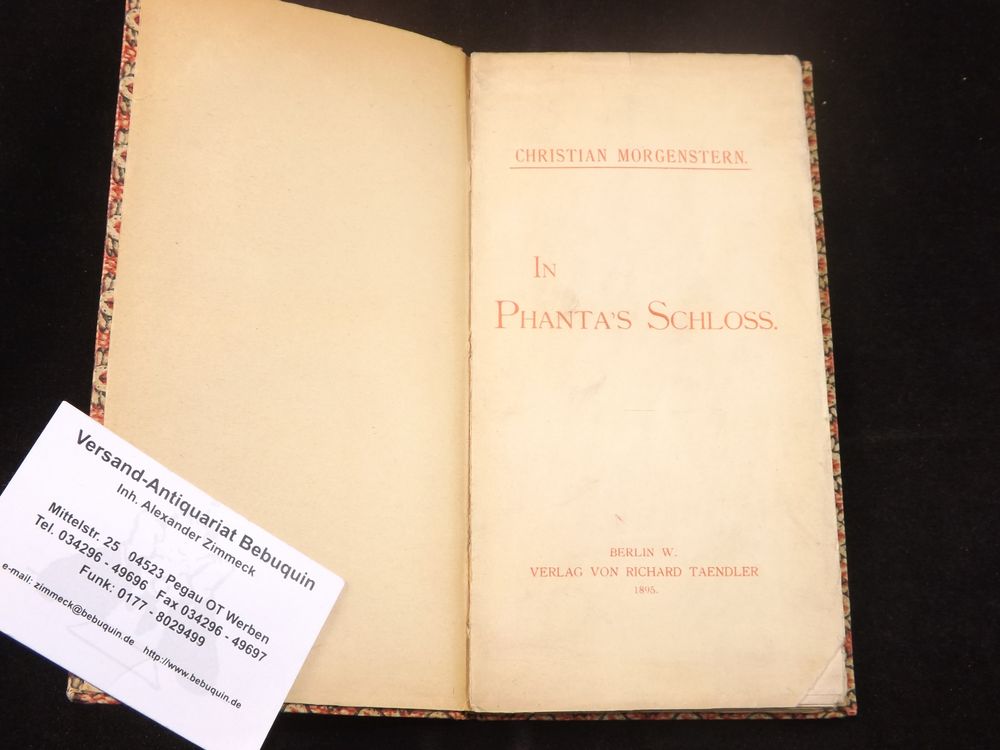 CHRISTIAN MORGENSTERN.
IN
PHANTA'S SCHLOSS.
BERLIN W.
VERLAG VON RICHARD TAENDLER
1895.
Versand-Antiquariat Bebuquin
Inh. Alexander Zimmeck
Mittelstr. 25 04523 Pegau OT Werben
Tel. 034296 - 49696 Fax 034296 - 49697
Funk: 0177 - 8029499
e-mail: zimmeck@bebuquin.de http://www.bebuquin.de